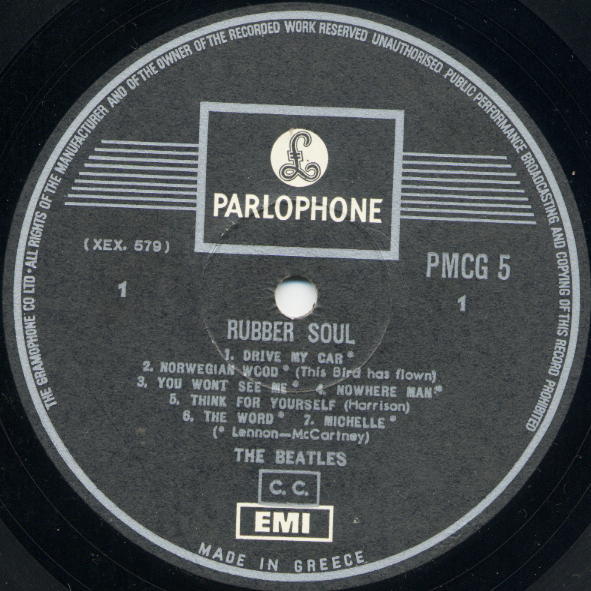 THE GRAMOPHONE CO LTD • ALL RIGHTS OF THE MANUFACTURER AND OF THE OWNER OF THE RECORDED WORK RESERVED UNAUTHORISED PUBLIC PERFORMANCE BROADCASTING AND COPYING OF THIS RECORD PROHIBITED
£
PARLOPHONE
(XEX. 579)
PMCG 5
1
1
RUBBER SOUL
1. DRIVE MY CAR*
2. NORWEGIAN WOOD* (This Bird has flown)
3. YOU WONT SEE ME* 4. NOWHERE MAN*
5. THINK FOR YOURSELF (Harrison)
6. THE WORD* 7. MICHELLE*
(* Lennon—McCartney)
THE BEATLES
C. C.
EMI
MADE IN GREECE